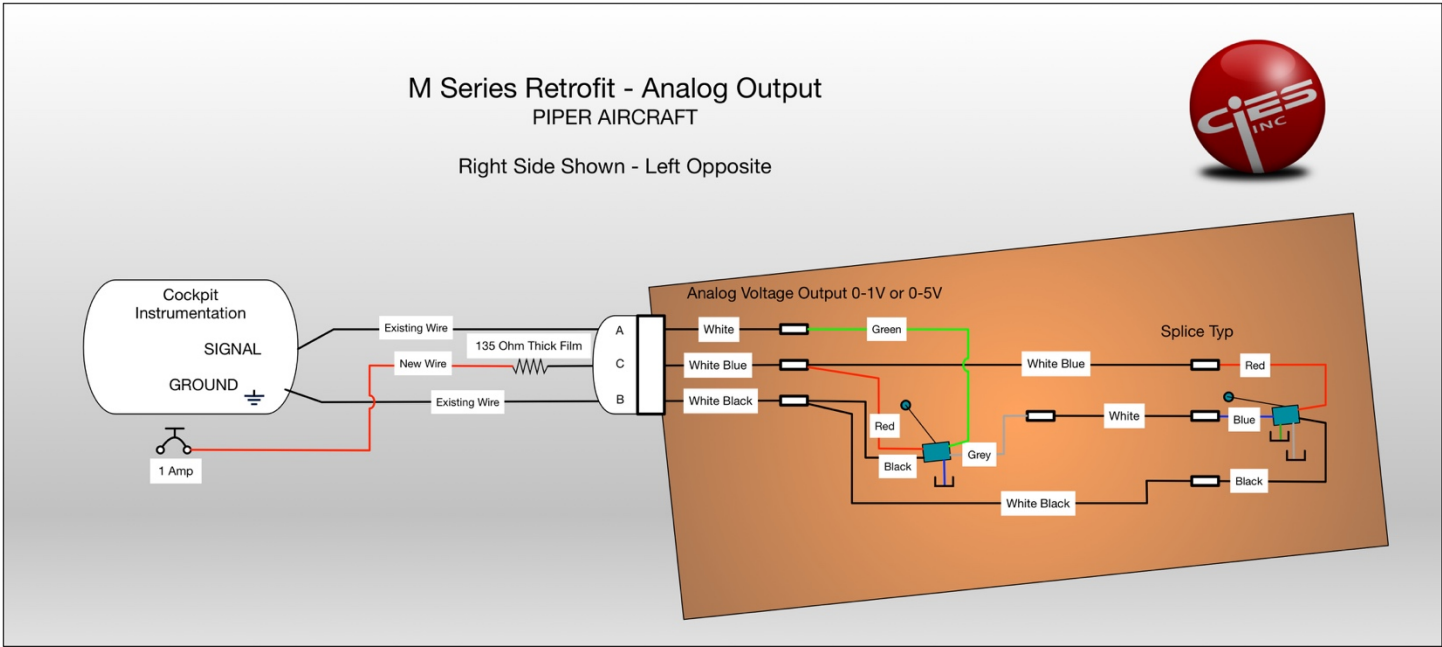 M Series Retrofit - Analog Output
PIPER AIRCRAFT
Right Side Shown - Left Opposite
CIES
INC
Cockpit
Instrumentation
SIGNAL
GROUND
1 Amp
Existing Wire
New Wire
135 Ohm Thick Film
Existing Wire
A
C
B
Analog Voltage Output 0-1V or 0-5V
White
Green
White Blue
White Black
Red
Black
Grey
White Blue
White
White Black
Splice Typ
Red
Blue
Black